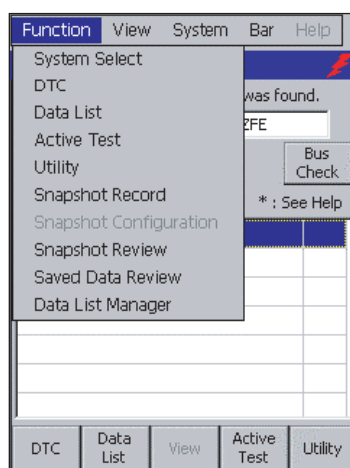 Function View System Bar Help
System Select
DTC
Data List
Active Test
Utility
Snapshot Record
Snapshot Configuration
Snapshot Review
Saved Data Review
Data List Manager
was found.
ZFE
Bus
Check
* : See Help
DTC
Data
List
View
Active
Test
Utility